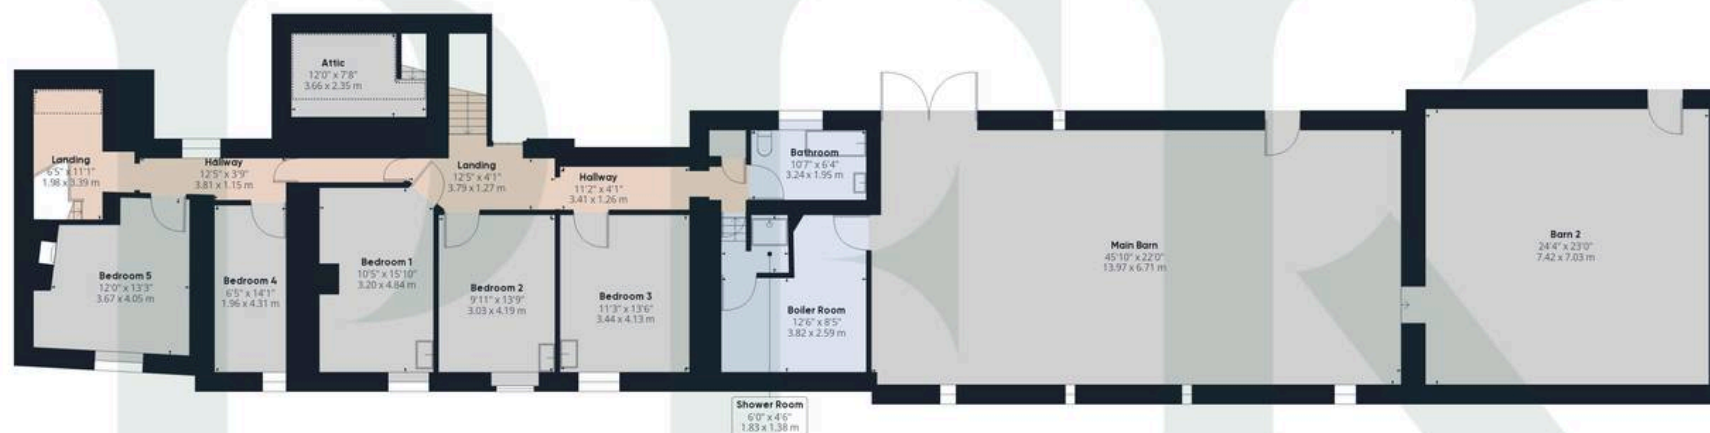 Attic
12'0" x 7'8"
3.66 x 2.35 m
Landing
6'5" x 11'1"
1.98 x 3.39 m
Hallway
12'5" x 3'9"
3.81 x 1.15 m
Landing
12'5" x 4'1"
3.79 x 1.27 m
Hallway
11'2" x 4'1"
3.41 x 1.26 m
Bathroom
10'7" x 6'4"
3.24 x 1.95 m
Bedroom 5
12'0" x 13'3"
3.67 x 4.05 m
Bedroom 4
6'5" x 14'1"
1.96 x 4.31 m
Bedroom 1
10'5" x 15'10"
3.20 x 4.84 m
Bedroom 2
9'11" x 13'9"
3.03 x 4.19 m
Bedroom 3
11'3" x 13'6"
3.44 x 4.13 m
Boiler Room
12'6" x 8'5"
3.82 x 2.59 m
Shower Room
6'0" x 4'6"
1.83 x 1.38 m
Main Barn
45'10" x 22'0"
13.97 x 6.71 m
Barn 2
24'4" x 23'0"
7.42 x 7.03 m